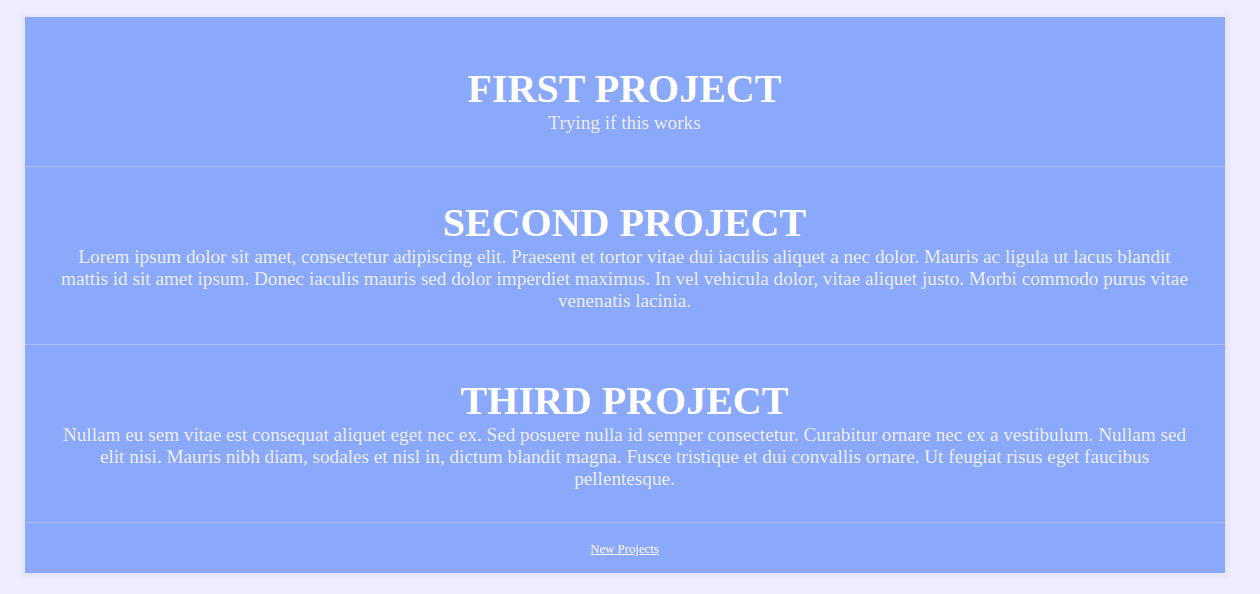 FIRST PROJECT
Trying if this works
SECOND PROJECT
Lorem ipsum dolor sit amet, consectetur adipiscing elit. Praesent et tortor vitae dui iaculis aliquet a nec dolor. Mauris ac ligula ut lacus blandit
mattis id sit amet ipsum. Donec iaculis mauris sed dolor imperdiet maximus. In vel vehicula dolor, vitae aliquet justo. Morbi commodo purus vitae
venenatis lacinia.
THIRD PROJECT
Nullam eu sem vitae est consequat aliquet eget nec ex. Sed posuere nulla id semper consectetur. Curabitur ornare nec ex a vestibulum. Nullam sed
elit nisi. Mauris nibh diam, sodales et nisl in, dictum blandit magna. Fusce tristique et dui convallis ornare. Ut feugiat risus eget faucibus
pellentesque.
New Projects